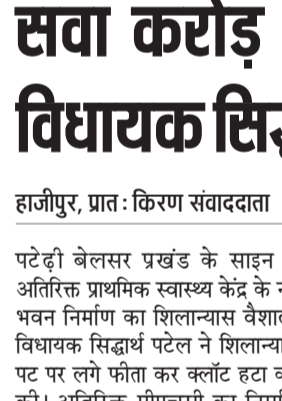 सवा करोड़
विधायक
हाजीपुर, प्रात : किरण संवाददाता
पटेढ़ी बेलसर प्रखंड के साइन
अतिरिक्त प्राथमिक स्वास्थ्य केंद्र के
भवन निर्माण का शिलान्यास
विधायक सिद्धार्थ पटेल ने
पट पर लगे फीता कर क्लॉट हटा